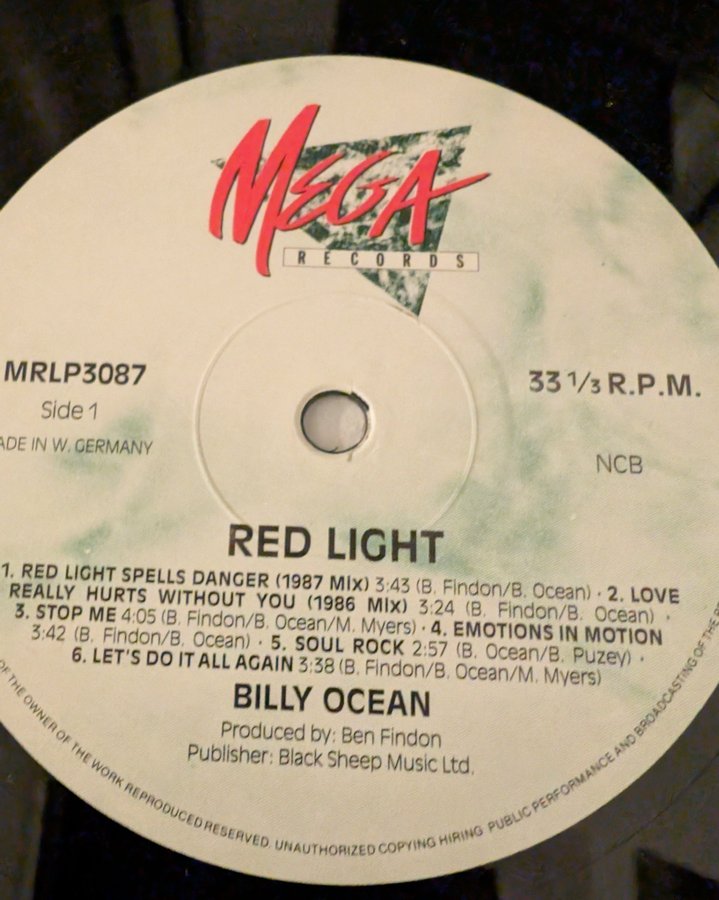 MEGA
RECORDS
MRLP3087
33 1/3 R.P.M.
Side 1
ADE IN W. GERMANY
NCB
RED LIGHT
1. RED LIGHT SPELLS DANGER (1987 MIX) 3:43 (B. Findon/B. Ocean) · 2. LOVE
REALLY HURTS WITHOUT YOU (1986 MIX) 3:24 (B. Findon/B. Ocean) ·
3. STOP ME 4:05 (B. Findon/B. Ocean/M. Myers) · 4. EMOTIONS IN MOTION
3:42 (B. Findon/B. Ocean) · 5. SOUL ROCK 2:57 (B. Ocean/B. Puzey) ·
6. LET'S DO IT ALL AGAIN 3:38 (B. Findon/B. Ocean/M. Myers)
BILLY OCEAN
Produced by: Ben Findon
Publisher: Black Sheep Music Ltd.
OF THE OWNER OF THE WORK REPRODUCED RESERVED. UNAUTHORIZED COPYING HIRING PUBLIC PERFORMANCE AND BROADCASTING OF THE